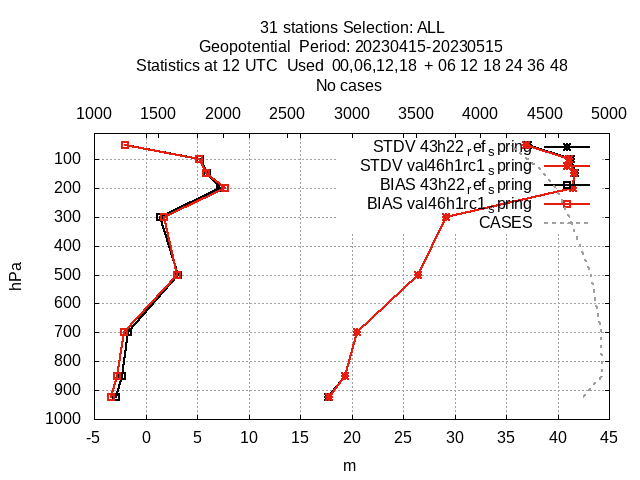 31 stations Selection: ALL
Geopotential  Period: 20230415-20230515
Statistics at 12 UTC  Used  00,06,12,18  + 06 12 18 24 36 48
No cases
1000 1500 2000 2500 3000 3500 4000 4500 5000
STDV 43h22_ref_spring
STDV val46h1rc1_spring
BIAS 43h22_ref_spring
BIAS val46h1rc1_spring
CASES
100
200
300
400
500
600
700
800
900
1000
hPa
-5 0 5 10 15 20 25 30 35 40 45
m